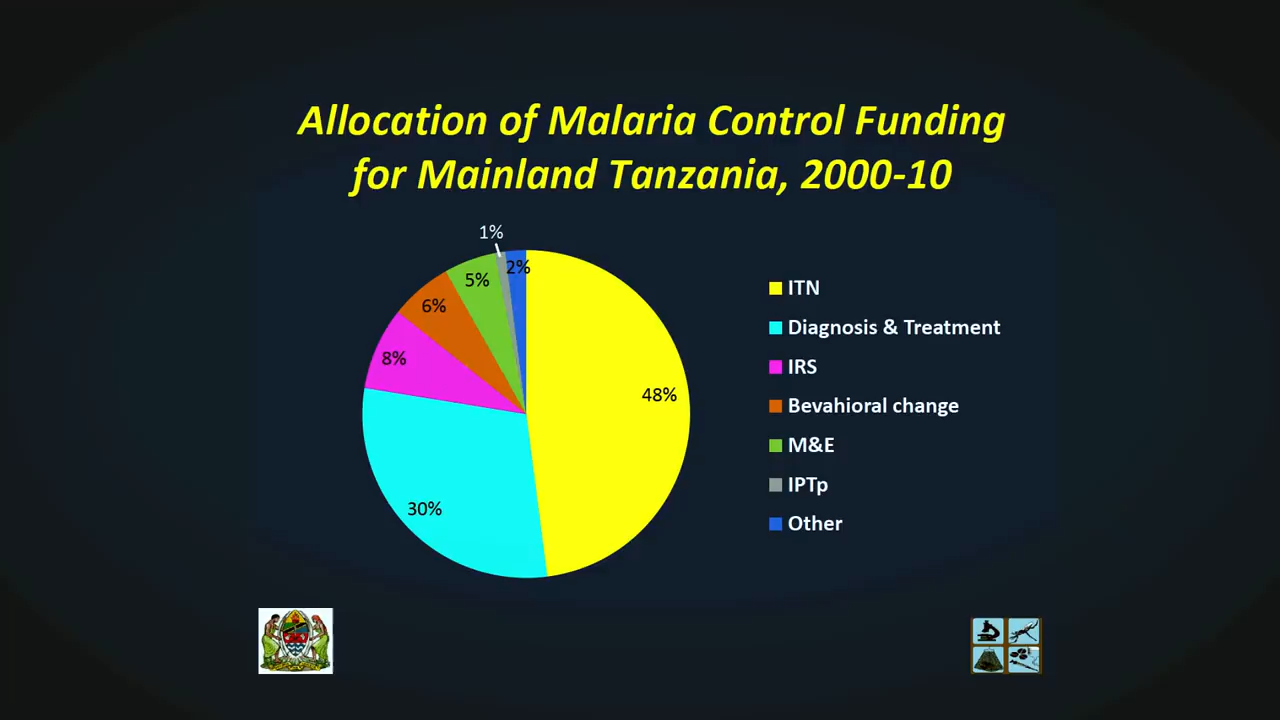 Allocation of Malaria Control Funding
for Mainland Tanzania, 2000-10
1%
2%
5%
6%
8%
48%
30%
ITN
Diagnosis & Treatment
IRS
Bevahioral change
M&E
IPTp
Other